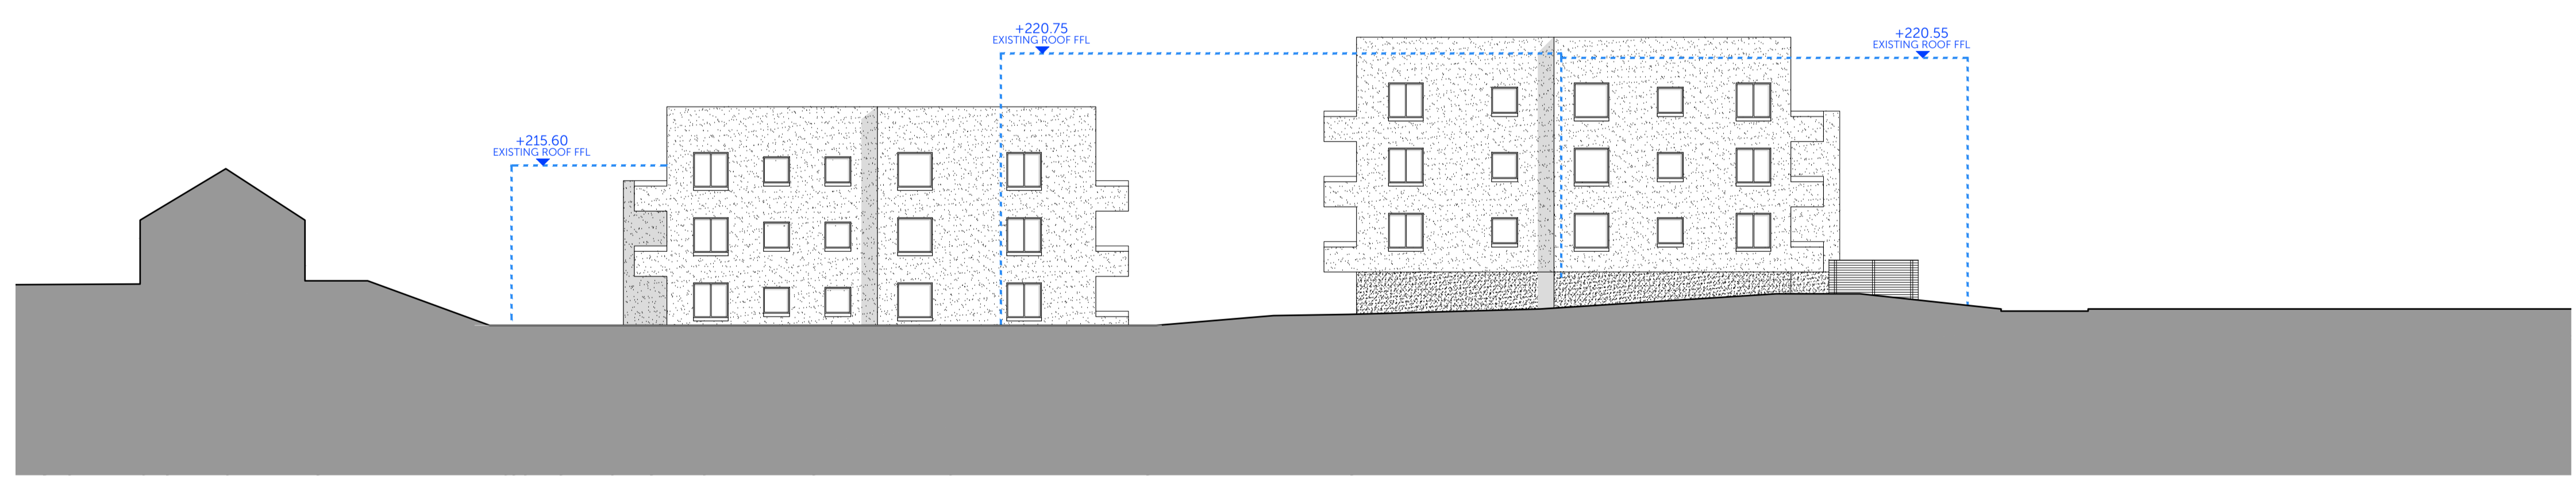 +220.75
EXISTING ROOF FFL
+220.55
EXISTING ROOF FFL
+215.60
EXISTING ROOF FFL